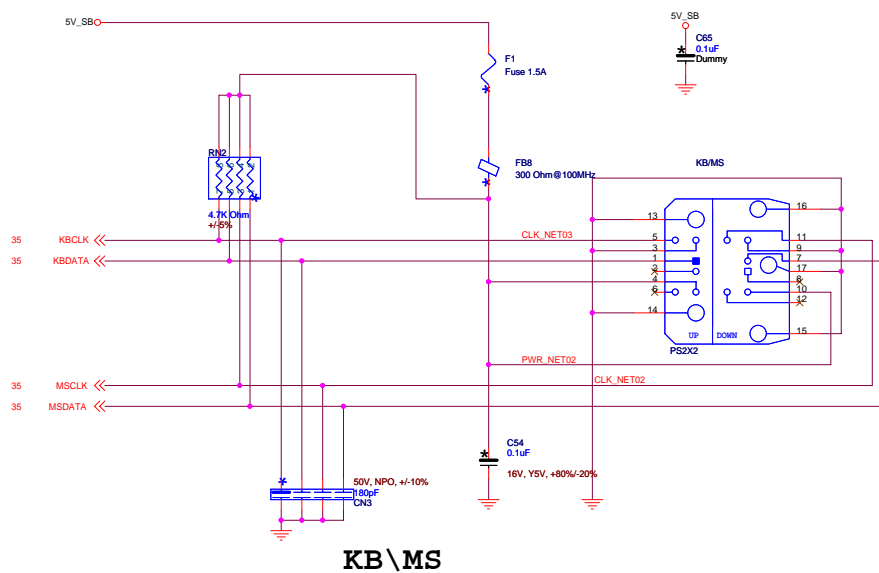 5V_SB
5V_SB
C65
0.1uF
Dummy
F1
Fuse 1.5A
RN2
4.7K Ohm
+/-5%
FB8
300 Ohm@100MHz
KB/MS
16
13
35 KBCLK
CLK_NET03
5
11
3
9
35 KBDATA
1
7
2
17
4
8
6
10
12
14
15
UP DOWN
PS2X2
PWR_NET02
35 MSCLK
CLK_NET02
35 MSDATA
C54
0.1uF
16V, Y5V, +80%/-20%
50V, NPO, +/-10%
180pF
CN3
KB\MS